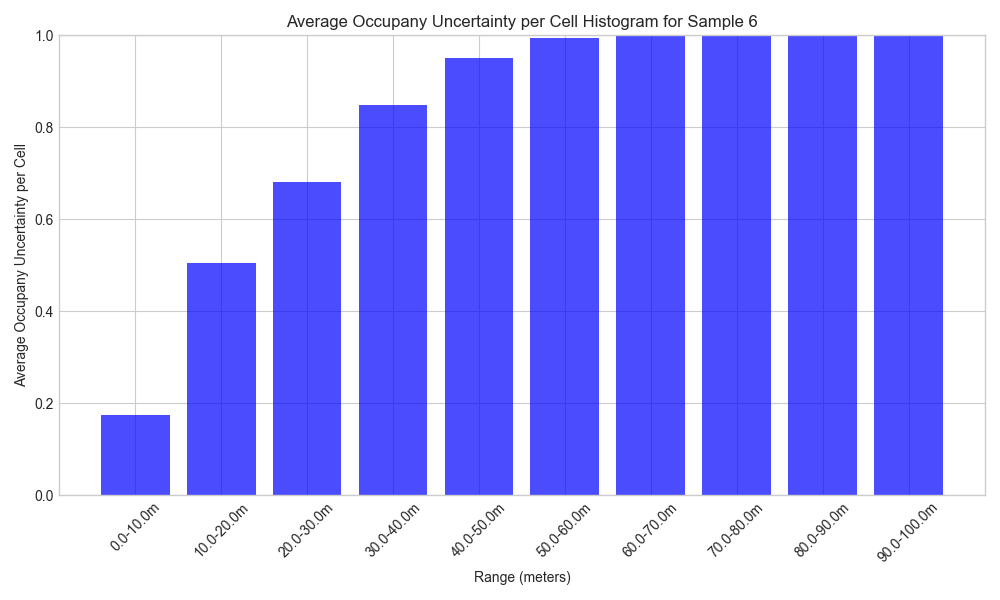 Average Occupany Uncertainty per Cell Histogram for Sample 6
Average Occupany Uncertainty per Cell
1.0
0.8
0.6
0.4
0.2
0.0
0.0-10.0m
10.0-20.0m
20.0-30.0m
30.0-40.0m
40.0-50.0m
50.0-60.0m
60.0-70.0m
70.0-80.0m
80.0-90.0m
90.0-100.0m
Range (meters)